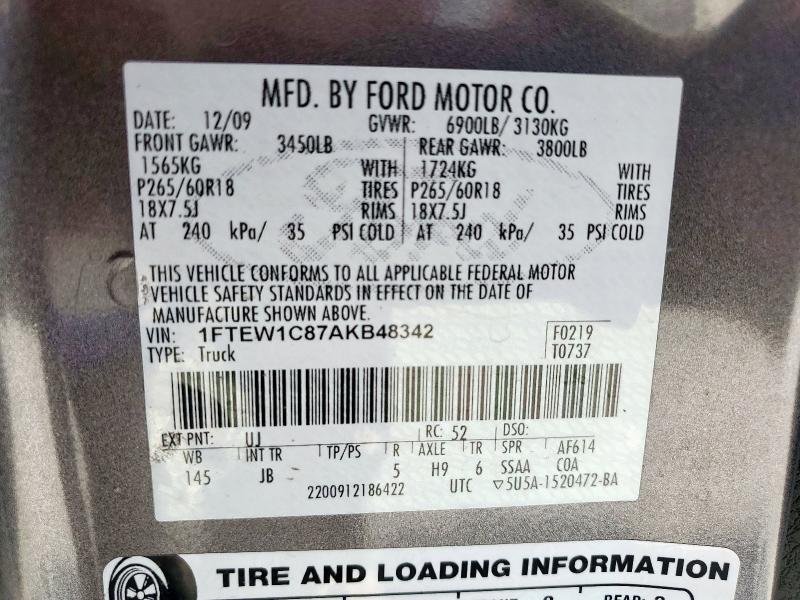 MFD. BY FORD MOTOR CO.
DATE: 12/09 GVWR: 6900LB/ 3130KG
FRONT GAWR: 3450LB REAR GAWR: 3800LB
1565KG WITH 1724KG WITH
P265/60R18 TIRES P265/60R18 TIRES
18X7.5J RIMS 18X7.5J RIMS
AT 240 kPa/ 35 PSI COLD AT 240 kPa/ 35 PSI COLD
THIS VEHICLE CONFORMS TO ALL APPLICABLE FEDERAL MOTOR
VEHICLE SAFETY STANDARDS IN EFFECT ON THE DATE OF
MANUFACTURE SHOWN ABOVE.
VIN: 1FTEW1C87AKB48342 F0219
TYPE: Truck T0737
EXT PNT: UJ RC: 52 DSO:
WB INT TR TP/PS R AXLE TR SPR AF614
145 JB 5 H9 6 SSAA COA
2200912186422 UTC ▽5U5A-1520472-BA
TIRE AND LOADING INFORMATION